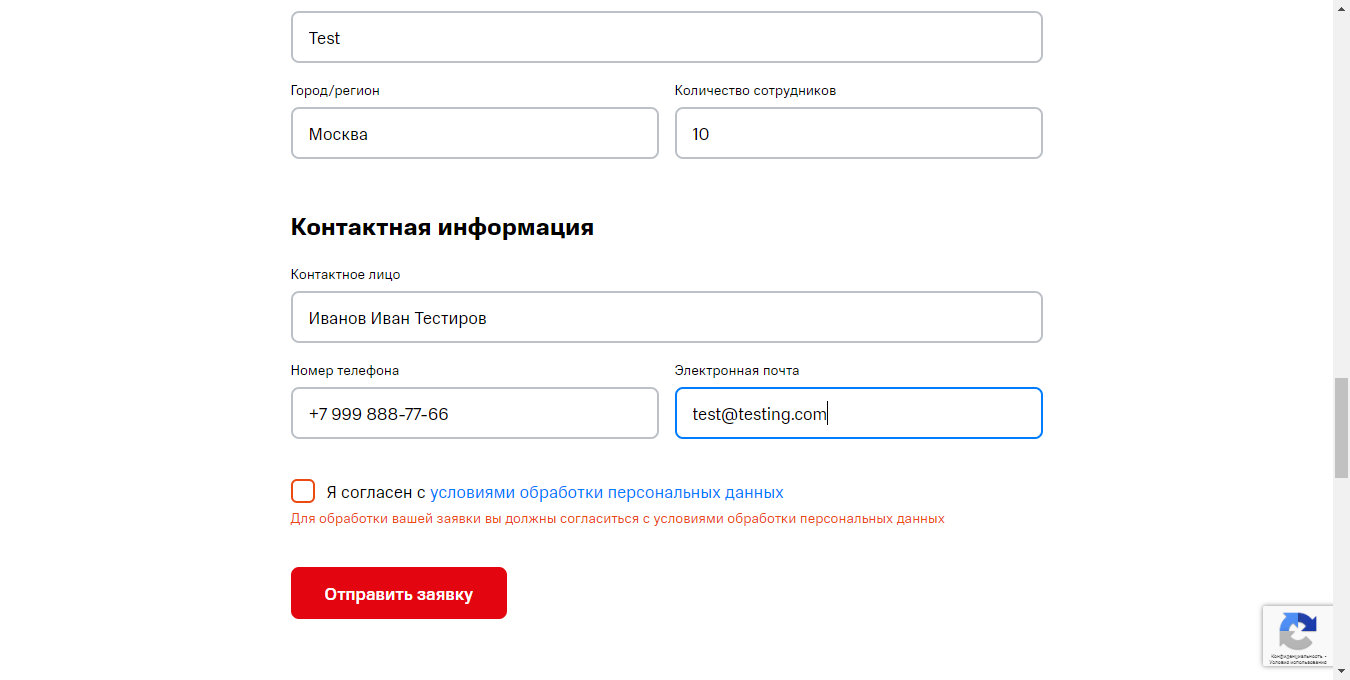 Test
Город/регион
Количество сотрудников
Москва
10
Контактная информация
Контактное лицо
Иванов Иван Тестиров
Номер телефона
Электронная почта
+7 999 888-77-66
test@testing.com
Я согласен с условиями обработки персональных данных
Для обработки вашей заявки вы должны согласиться с условиями обработки персональных данных
Отправить заявку
Конфиденциальность -
Условия использования